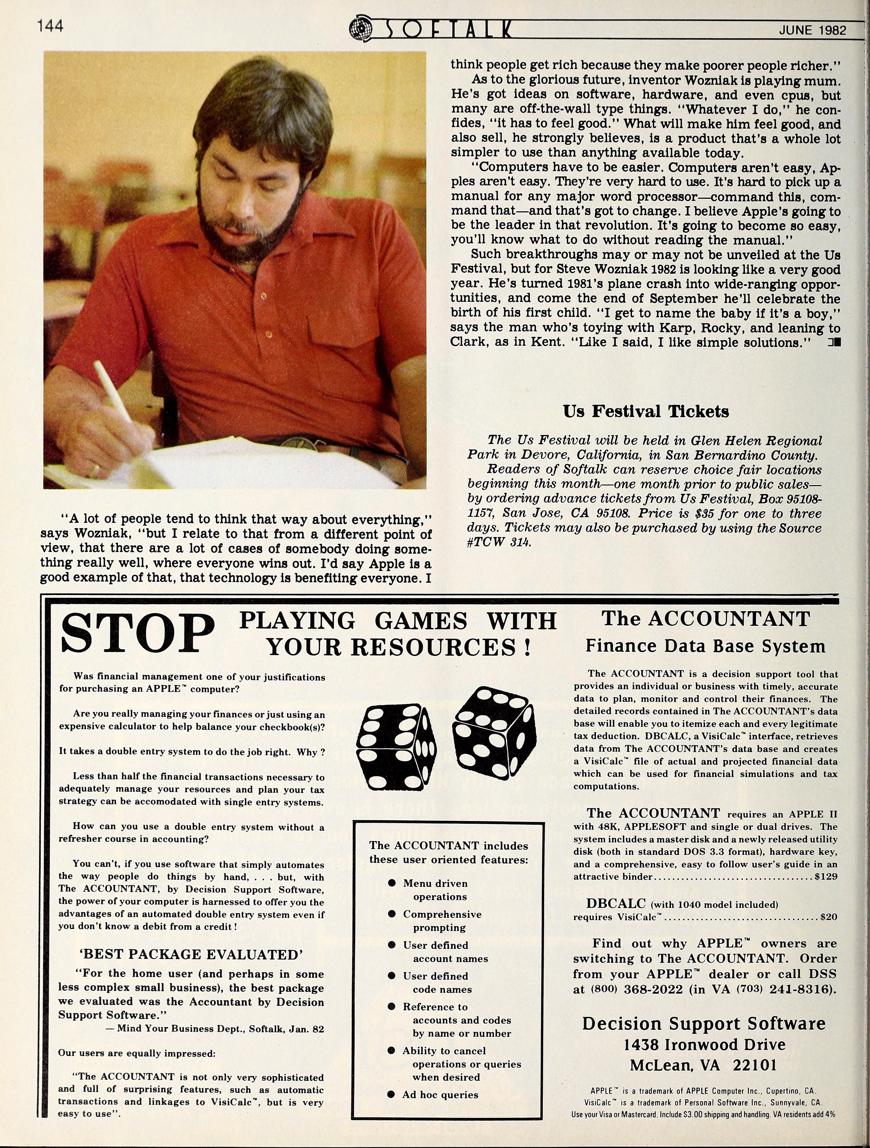 144
SOFTALK
JUNE 1982
"A lot of people tend to think that way about everything,"
says Wozniak, "but I relate to that from a different point of
view, that there are a lot of cases of somebody doing some-
thing really well, where everyone wins out. I'd say Apple is a
good example of that, that technology is benefiting everyone. I
think people get rich because they make poorer people richer."
As to the glorious future, inventor Wozniak is playing mum.
He's got ideas on software, hardware, and even cpus, but
many are off-the-wall type things. "Whatever I do," he con-
fides, "it has to feel good." What will make him feel good, and
also sell, he strongly believes, is a product that's a whole lot
simpler to use than anything available today.
"Computers have to be easier. Computers aren't easy, Ap-
ples aren't easy. They're very hard to use. It's hard to pick up a
manual for any major word processor—command this, com-
mand that—and that's got to change. I believe Apple's going to
be the leader in that revolution. It's going to become so easy,
you'll know what to do without reading the manual."
Such breakthroughs may or may not be unveiled at the Us
Festival, but for Steve Wozniak 1982 is looking like a very good
year. He's turned 1981's plane crash into wide-ranging oppor-
tunities, and come the end of September he'll celebrate the
birth of his first child. "I get to name the baby if it's a boy,"
says the man who's toying with Karp, Rocky, and leaning to
Clark, as in Kent. "Like I said, I like simple solutions."
Us Festival Tickets
The Us Festival will be held in Glen Helen Regional
Park in Devore, California, in San Bernardino County.
Readers of Softalk can reserve choice fair locations
beginning this month—one month prior to public sales—
by ordering advance tickets from Us Festival, Box 95108-
1157, San Jose, CA 95108. Price is $35 for one to three
days. Tickets may also be purchased by using the Source
#TCW 314.
STOP PLAYING GAMES WITH
YOUR RESOURCES !
Was financial management one of your justifications
for purchasing an APPLE™ computer?
Are you really managing your finances or just using an
expensive calculator to help balance your checkbook(s)?
It takes a double entry system to do the job right. Why ?
Less than half the financial transactions necessary to
adequately manage your resources and plan your tax
strategy can be accomodated with single entry systems.
How can you use a double entry system without a
refresher course in accounting?
You can't, if you use software that simply automates
the way people do things by hand, . . . but, with
The ACCOUNTANT, by Decision Support Software,
the power of your computer is harnessed to offer you the
advantages of an automated double entry system even if
you don't know a debit from a credit !
'BEST PACKAGE EVALUATED'
"For the home user (and perhaps in some
less complex small business), the best package
we evaluated was the Accountant by Decision
Support Software."
— Mind Your Business Dept., Softalk, Jan. 82
Our users are equally impressed:
"The ACCOUNTANT is not only very sophisticated
and full of surprising features, such as automatic
transactions and linkages to VisiCalc™, but is very
easy to use".
The ACCOUNTANT includes
these user oriented features:
● Menu driven
operations
● Comprehensive
prompting
● User defined
account names
● User defined
code names
● Reference to
accounts and codes
by name or number
● Ability to cancel
operations or queries
when desired
● Ad hoc queries
The ACCOUNTANT
Finance Data Base System
The ACCOUNTANT is a decision support tool that
provides an individual or business with timely, accurate
data to plan, monitor and control their finances. The
detailed records contained in The ACCOUNTANT's data
base will enable you to itemize each and every legitimate
tax deduction. DBCALC, a VisiCalc™ interface, retrieves
data from The ACCOUNTANT's data base and creates
a VisiCalc™ file of actual and projected financial data
which can be used for financial simulations and tax
computations.
The ACCOUNTANT requires an APPLE II
with 48K, APPLESOFT and single or dual drives. The
system includes a master disk and a newly released utility
disk (both in standard DOS 3.3 format), hardware key,
and a comprehensive, easy to follow user's guide in an
attractive binder................................$129
DBCALC (with 1040 model included)
requires VisiCalc™...............................$20
Find out why APPLE™ owners are
switching to The ACCOUNTANT. Order
from your APPLE™ dealer or call DSS
at (800) 368-2022 (in VA (703) 241-8316).
Decision Support Software
1438 Ironwood Drive
McLean, VA 22101
APPLE™ is a trademark of APPLE Computer Inc., Cupertino, CA.
VisiCalc™ is a trademark of Personal Software Inc., Sunnyvale, CA.
Use your Visa or Mastercard. Include $3.00 shipping and handling. VA residents add 4%